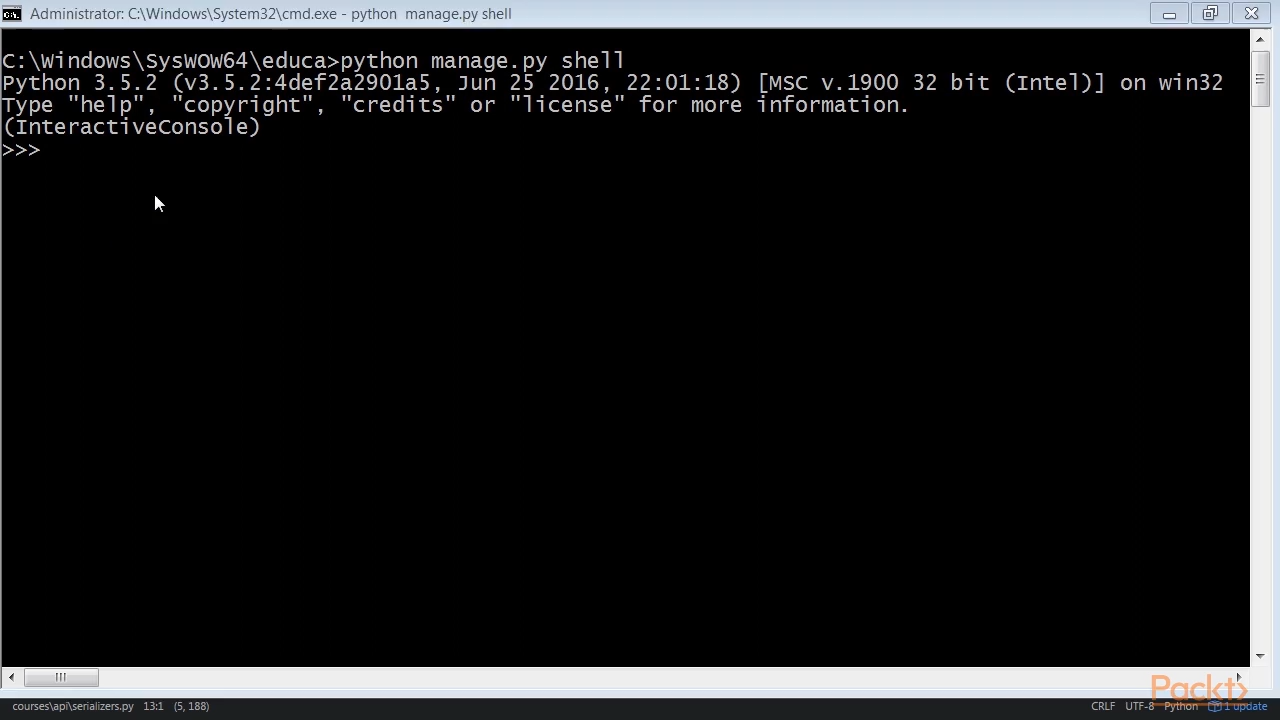 Administrator: C:\Windows\System32\cmd.exe - python  manage.py shell
C:\Windows\SysWOW64\educa>python manage.py shell
Python 3.5.2 (v3.5.2:4def2a2901a5, Jun 25 2016, 22:01:18) [MSC v.1900 32 bit (Intel)] on win32
Type "help", "copyright", "credits" or "license" for more information.
(InteractiveConsole)
>>>
Packt>
courses\api\serializers.py 13:1 (5, 188) CRLF UTF-8 Python 1 update